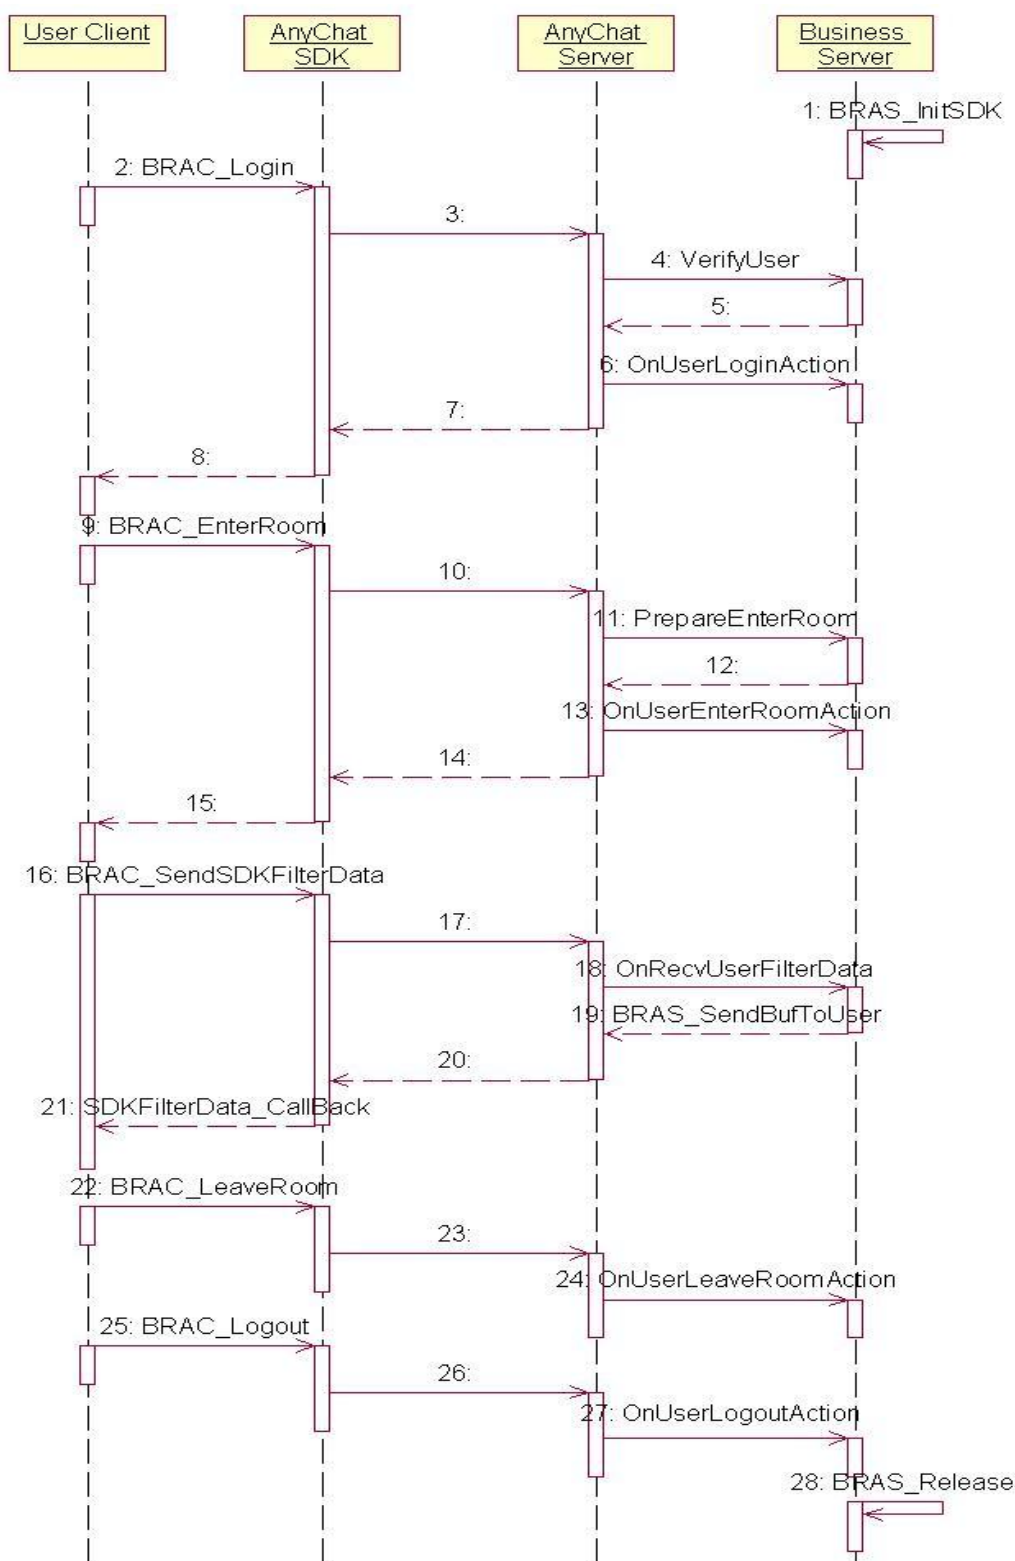 User Client
AnyChat
SDK
AnyChat
Server
Business
Server
1: BRAS_InitSDK
2: BRAC_Login
3:
4: VerifyUser
5:
6: OnUserLoginAction
7:
8:
9: BRAC_EnterRoom
10:
11: PrepareEnterRoom
12:
13: OnUserEnterRoomAction
14:
15:
16: BRAC_SendSDKFilterData
17:
18: OnRecvUserFilterData
19: BRAS_SendBufToUser
20:
21: SDKFilterData_CallBack
22: BRAC_LeaveRoom
23:
24: OnUserLeaveRoomAction
25: BRAC_Logout
26:
27: OnUserLogoutAction
28: BRAS_Release